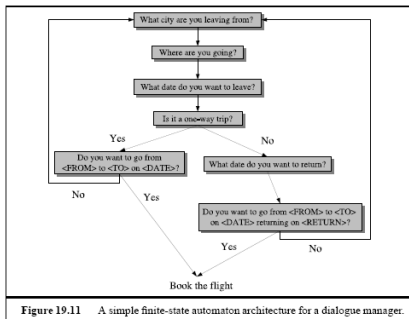 What city are you leaving from?
Where are you going?
What date do you want to leave?
Is it a one-way trip?
Yes
No
Do you want to go from
<FROM> to <TO> on <DATE>?
What date do you want to return?
No
Yes
Do you want to go from <FROM> to <TO>
on <DATE> returning on <RETURN>?
Yes
No
Book the flight
Figure 19.11 A simple finite-state automaton architecture for a dialogue manager.